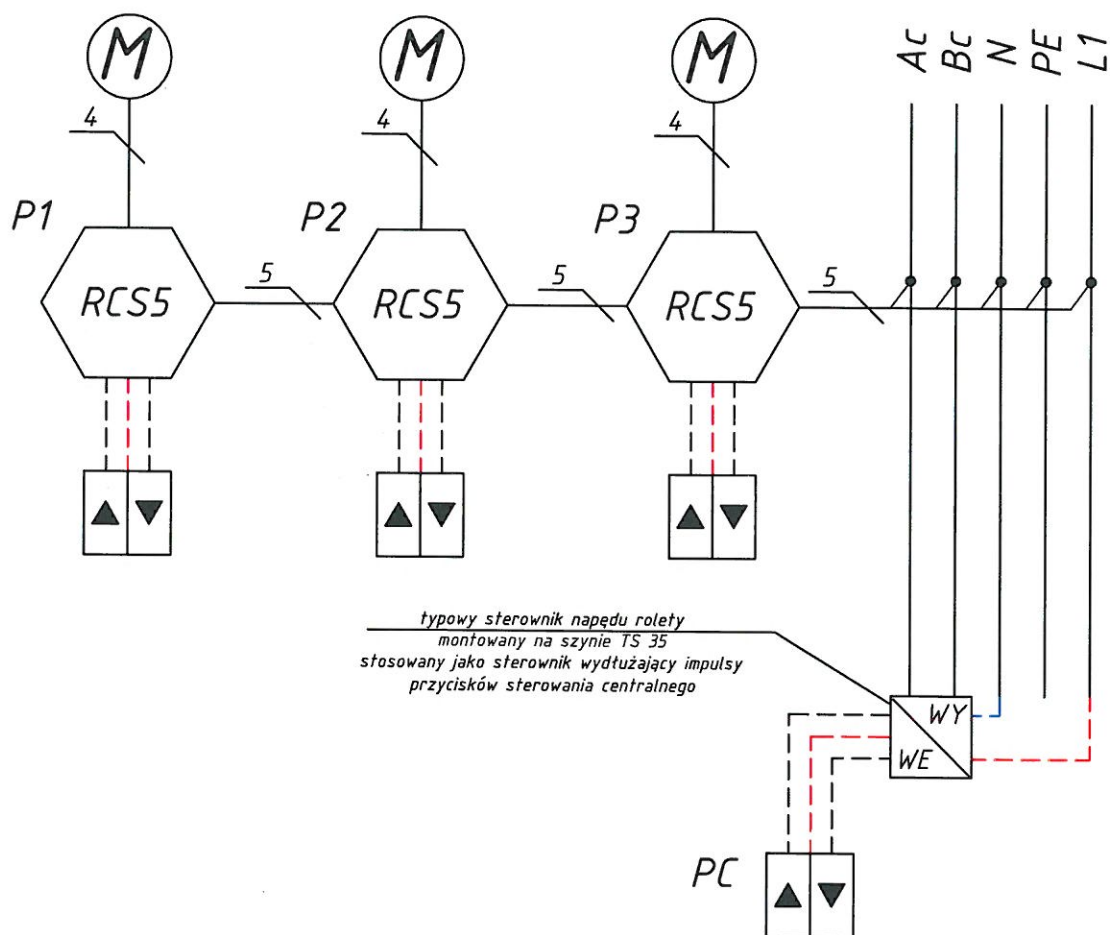 M M M
Ac Bc N PE L1
4 4 4
P1 P2 P3
RCS5 RCS5 RCS5
5 5 5
typowy sterownik napędu rolety
montowany na szynie TS 35
stosowany jako sterownik wydłużający impulsy
przycisków sterowania centralnego
WY
WE
PC